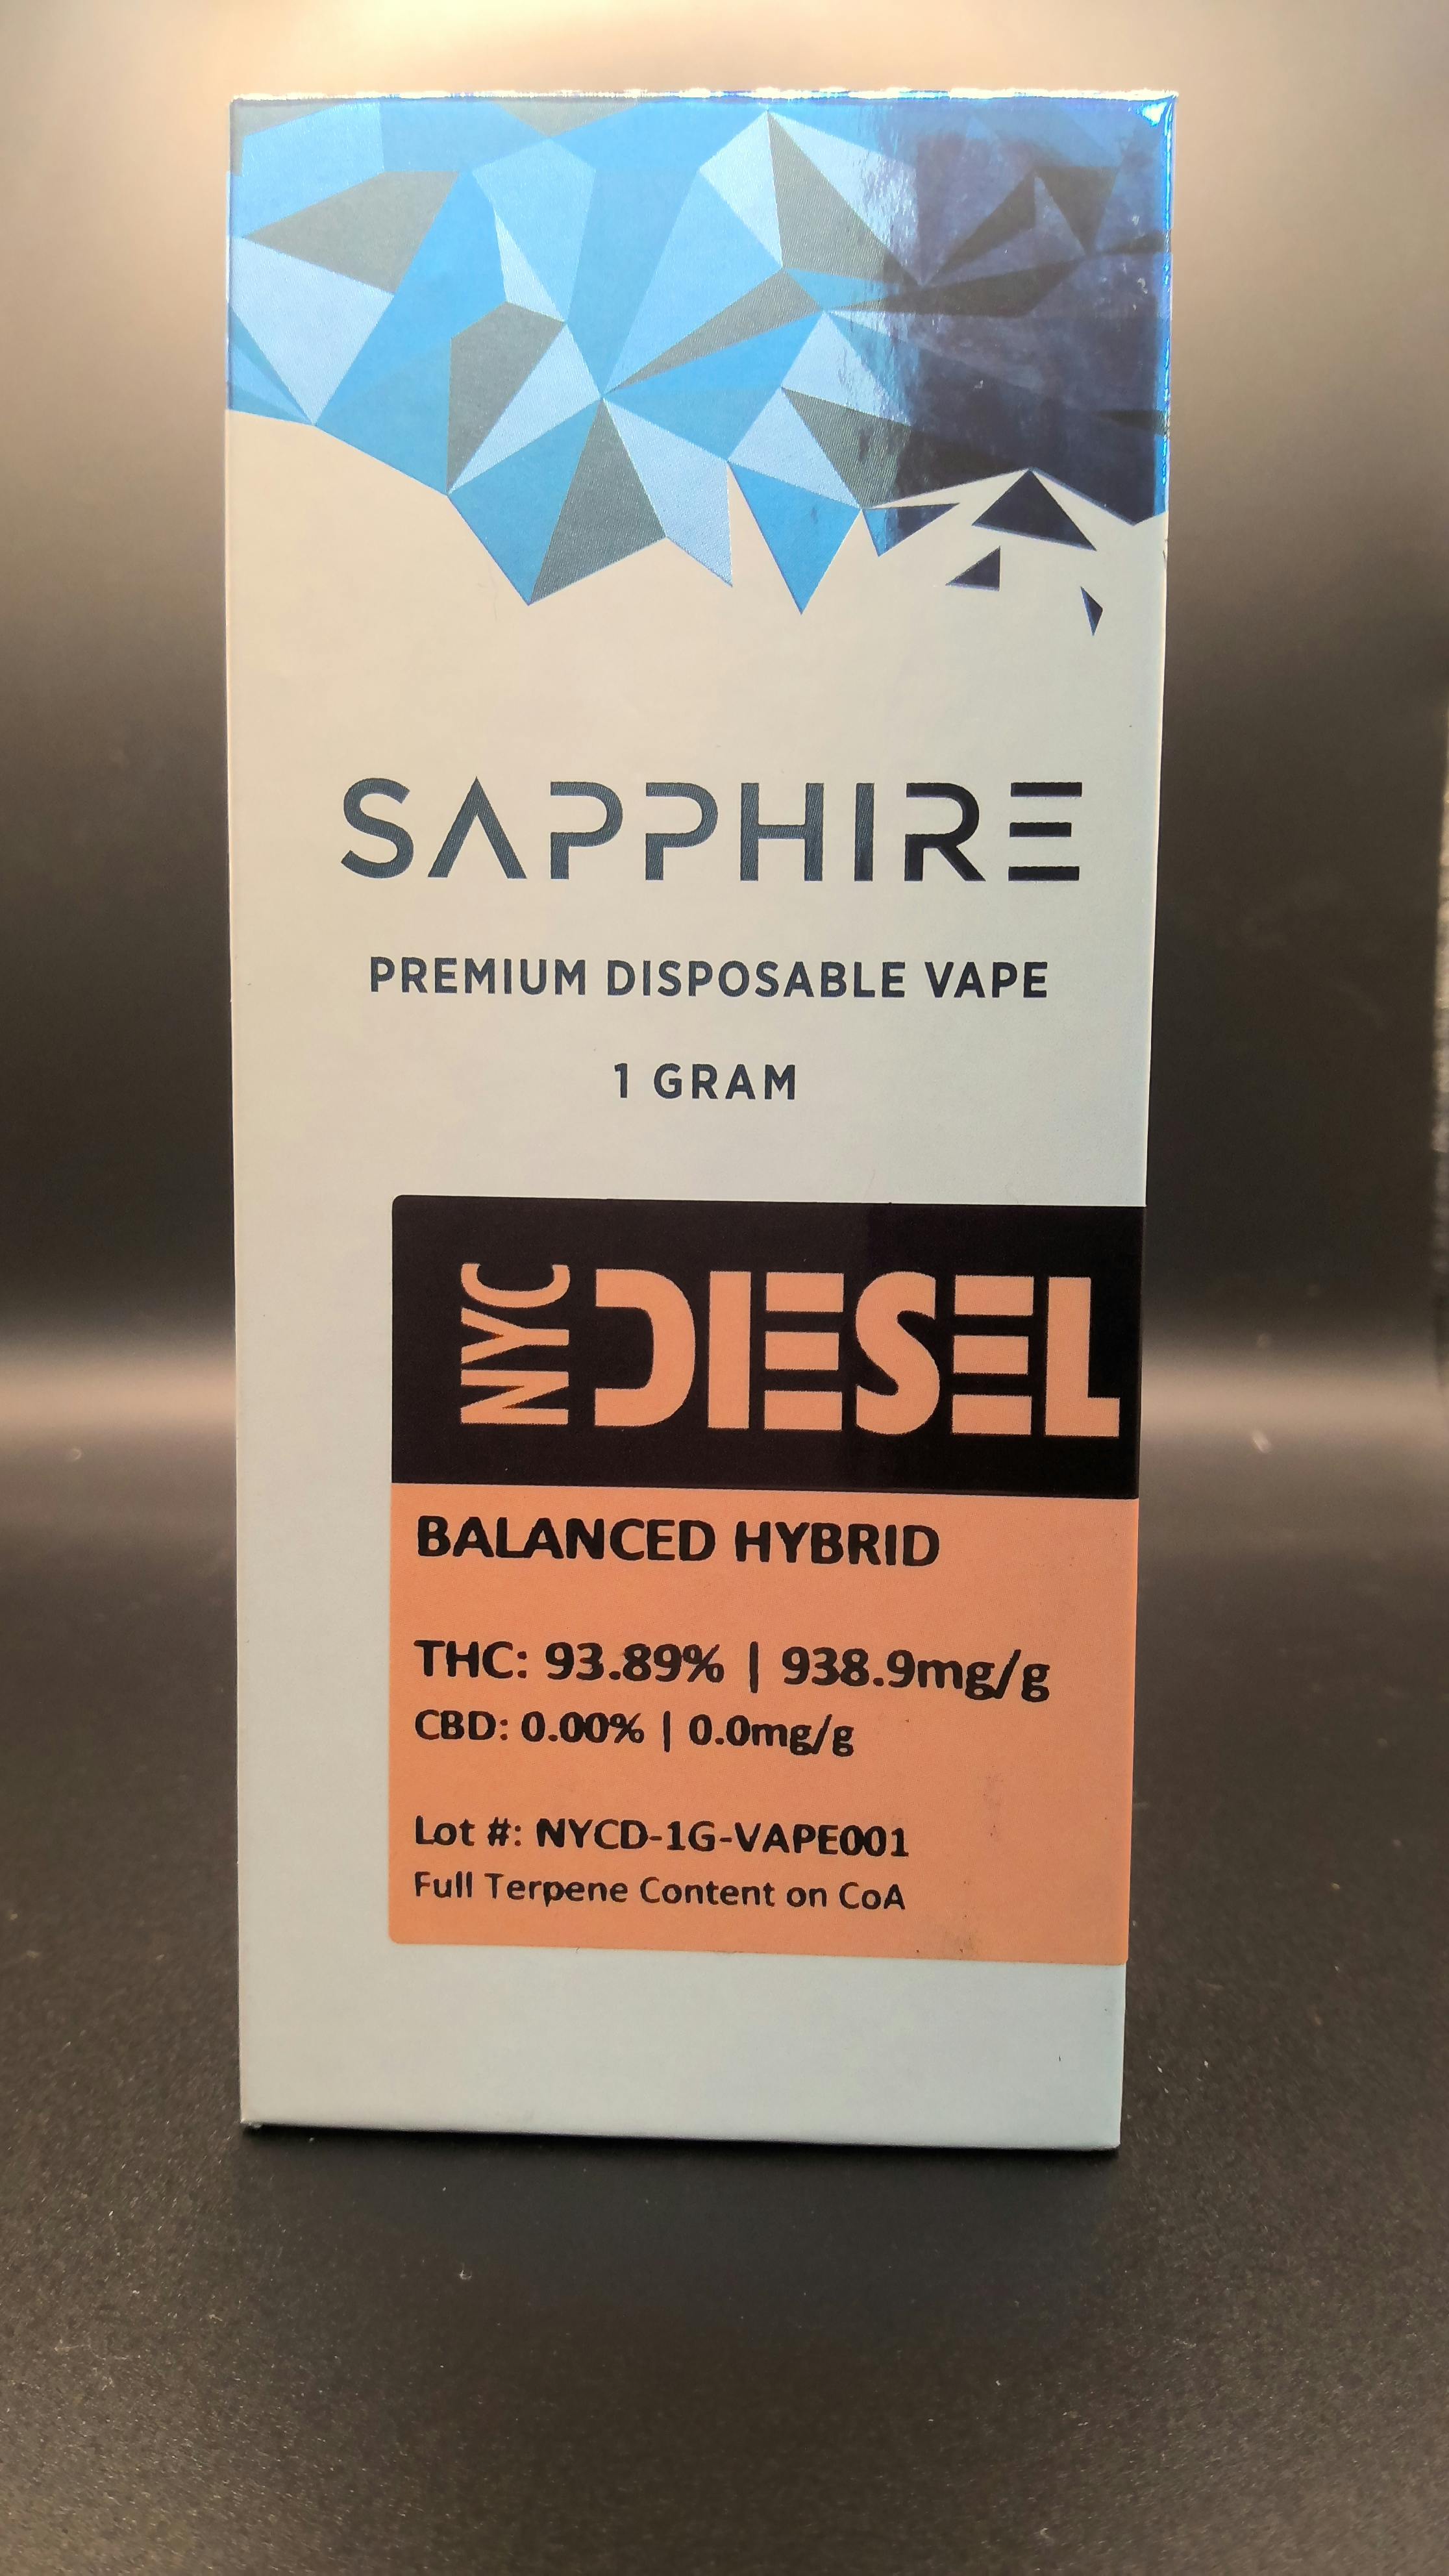 SAPPHIRE
PREMIUM DISPOSABLE VAPE
1 GRAM
NYC DIESEL
BALANCED HYBRID
THC: 93.89% | 938.9mg/g
CBD: 0.00% | 0.0mg/g
Lot #: NYCD-1G-VAPE001
Full Terpene Content on CoA